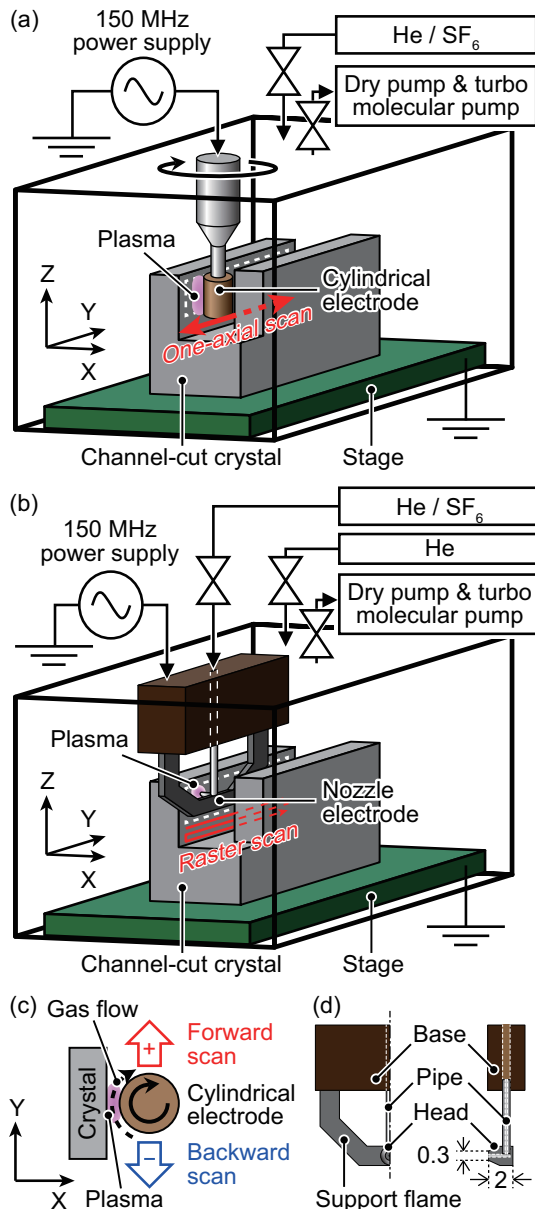 (a)
150 MHz
power supply
He / SF6
Dry pump & turbo
molecular pump
Plasma
Cylindrical
electrode
Z
Y
X
One-axial scan
Channel-cut crystal
Stage
(b)
150 MHz
power supply
He / SF6
He
Dry pump & turbo
molecular pump
Plasma
Nozzle
electrode
Z
Y
X
Raster scan
Channel-cut crystal
Stage
(c)
Gas flow
Forward
scan
+
Crystal
Cylindrical
electrode
−
Backward
scan
Y
X
Plasma
(d)
Base
Pipe
Head
0.3
2
Support flame